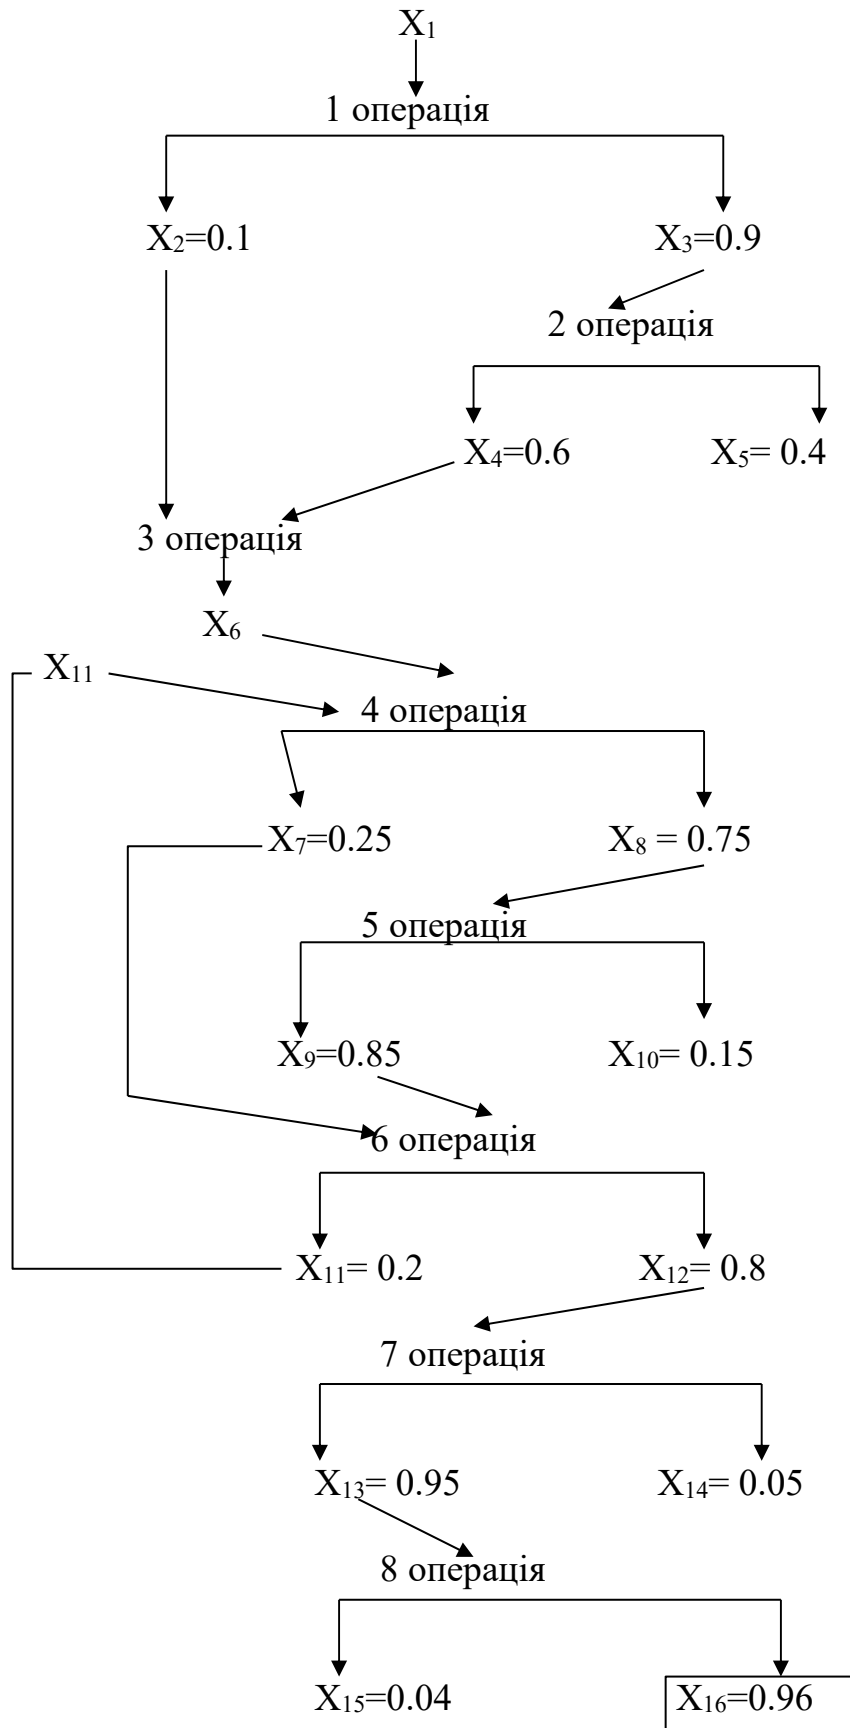 X₁
1 операція
X₂=0.1 X₃=0.9
2 операція
X₄=0.6 X₅= 0.4
3 операція
X₆
X₁₁
4 операція
X₇=0.25 X₈ = 0.75
5 операція
X₉=0.85 X₁₀= 0.15
6 операція
X₁₁= 0.2 X₁₂= 0.8
7 операція
X₁₃= 0.95 X₁₄= 0.05
8 операція
X₁₅=0.04 X₁₆=0.96